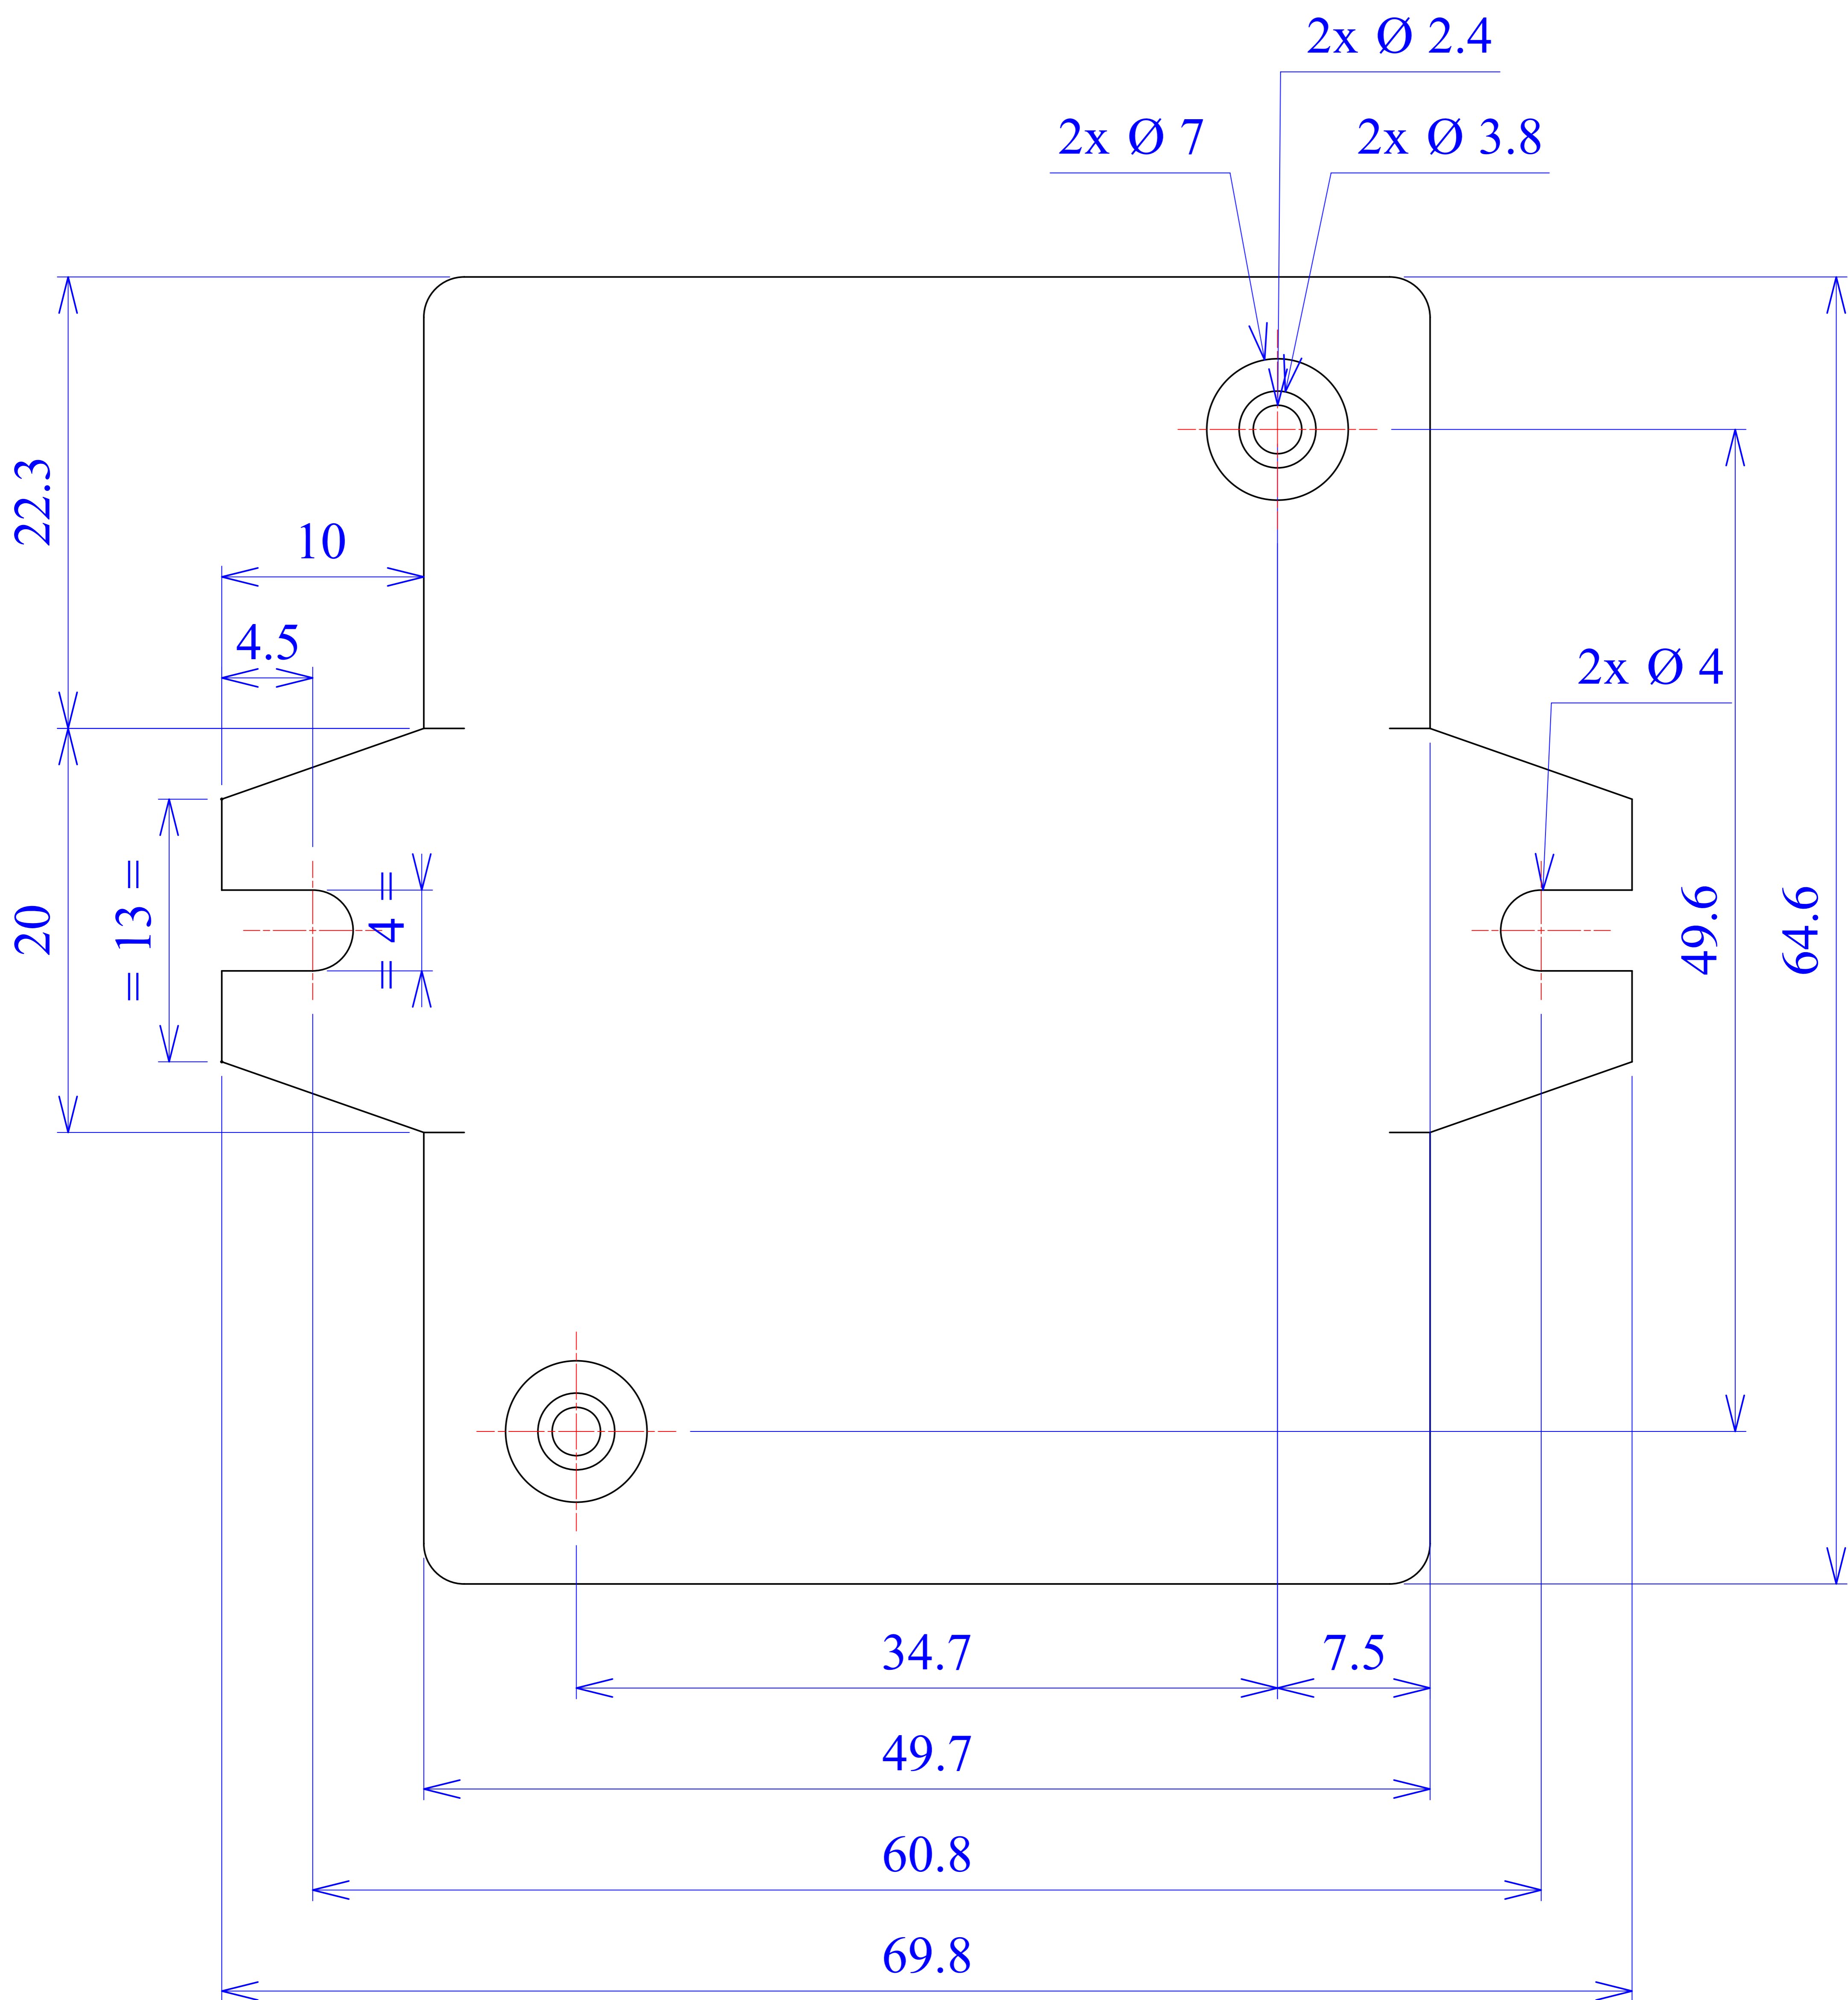 2x Ø 2.4
2x Ø 7
2x Ø 3.8
22.3
10
4.5
2x Ø 4
20
= 13 =
= 4 =
49.6
64.6
34.7
7.5
49.7
60.8
69.8